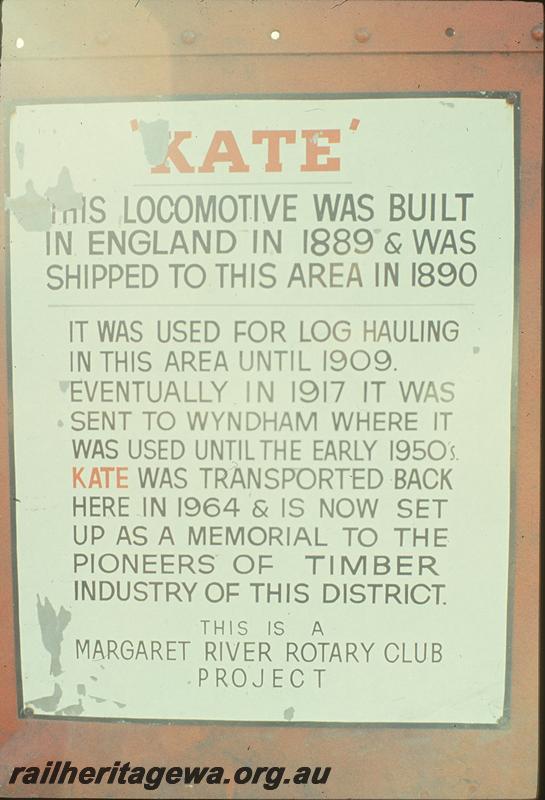 'KATE'
THIS LOCOMOTIVE WAS BUILT
IN ENGLAND IN 1889 & WAS
SHIPPED TO THIS AREA IN 1890
IT WAS USED FOR LOG HAULING
IN THIS AREA UNTIL 1909.
EVENTUALLY IN 1917 IT WAS
SENT TO WYNDHAM WHERE IT
WAS USED UNTIL THE EARLY 1950's.
KATE WAS TRANSPORTED BACK
HERE IN 1964 & IS NOW SET
UP AS A MEMORIAL TO THE
PIONEERS OF TIMBER
INDUSTRY OF THIS DISTRICT.
THIS IS A
MARGARET RIVER ROTARY CLUB
PROJECT
railheritagewa.org.au